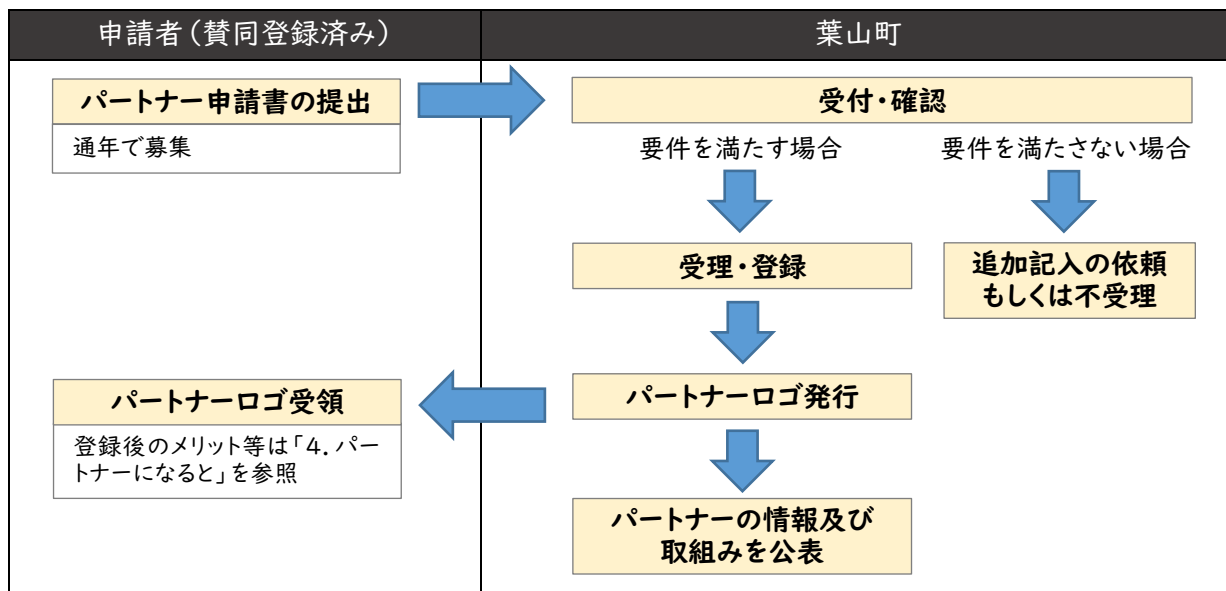 申請者（賛同登録済み）
葉山町
パートナー申請書の提出
通年で募集
受付・確認
要件を満たす場合
要件を満たさない場合
受理・登録
追加記入の依頼
もしくは不受理
パートナーロゴ発行
パートナーロゴ受領
登録後のメリット等は「4．パー
トナーになると」を参照
パートナーの情報及び
取組みを公表